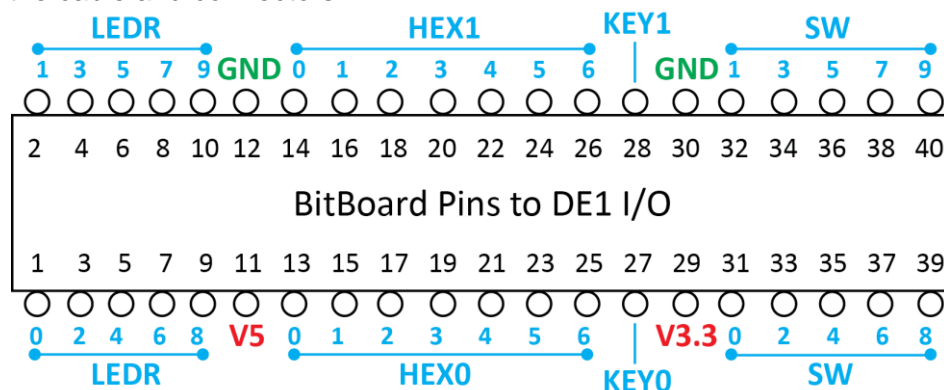 LEDR HEX1 KEY1 SW
1 3 5 7 9 GND 0 1 2 3 4 5 6 GND 1 3 5 7 9
2 4 6 8 10 12 14 16 18 20 22 24 26 28 30 32 34 36 38 40
BitBoard Pins to DE1 I/O
1 3 5 7 9 11 13 15 17 19 21 23 25 27 29 31 33 35 37 39
0 2 4 6 8 V5 0 1 2 3 4 5 6 V3.3 0 2 4 6 8
LEDR HEX0 KEY0 SW